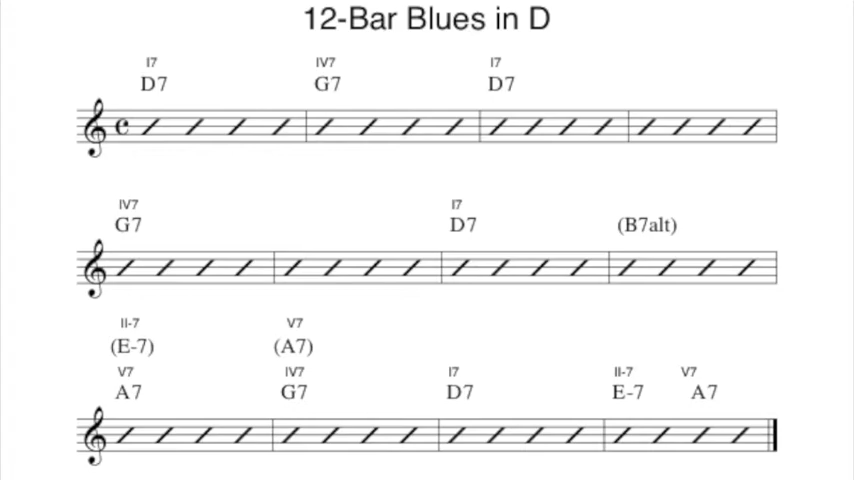 12-Bar Blues in D
I7 IV7 I7
D7 G7 D7
IV7 I7
G7 D7 (B7alt)
II-7 V7
(E-7) (A7)
V7 IV7 I7 II-7 V7
A7 G7 D7 E-7 A7